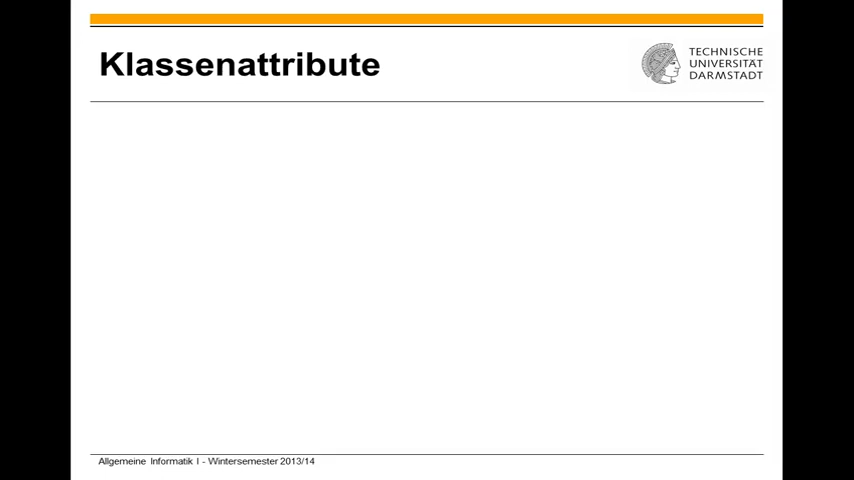 Klassenattribute
TECHNISCHE
UNIVERSITÄT
DARMSTADT
Allgemeine Informatik I - Wintersemester 2013/14